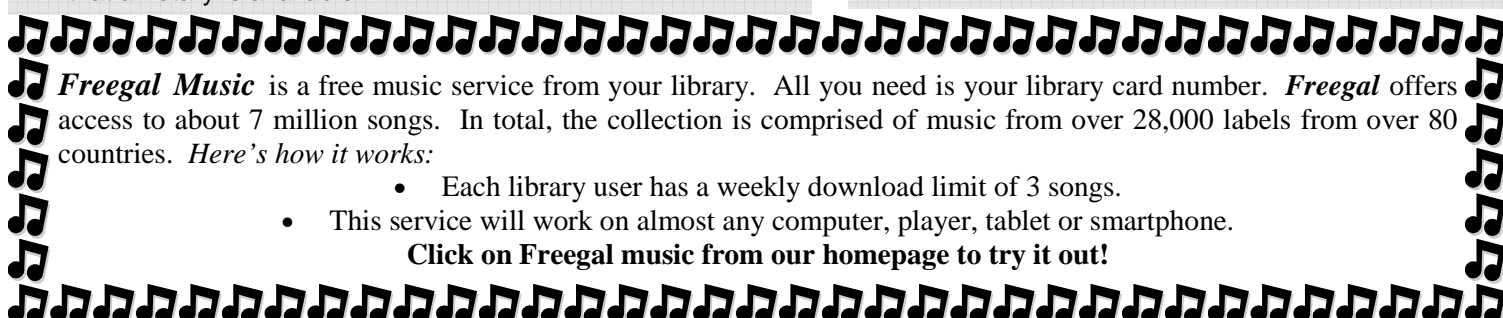 Freegal Music is a free music service from your library. All you need is your library card number. Freegal offers
access to about 7 million songs. In total, the collection is comprised of music from over 28,000 labels from over 80
countries. Here's how it works:
• Each library user has a weekly download limit of 3 songs.
• This service will work on almost any computer, player, tablet or smartphone.
Click on Freegal music from our homepage to try it out!